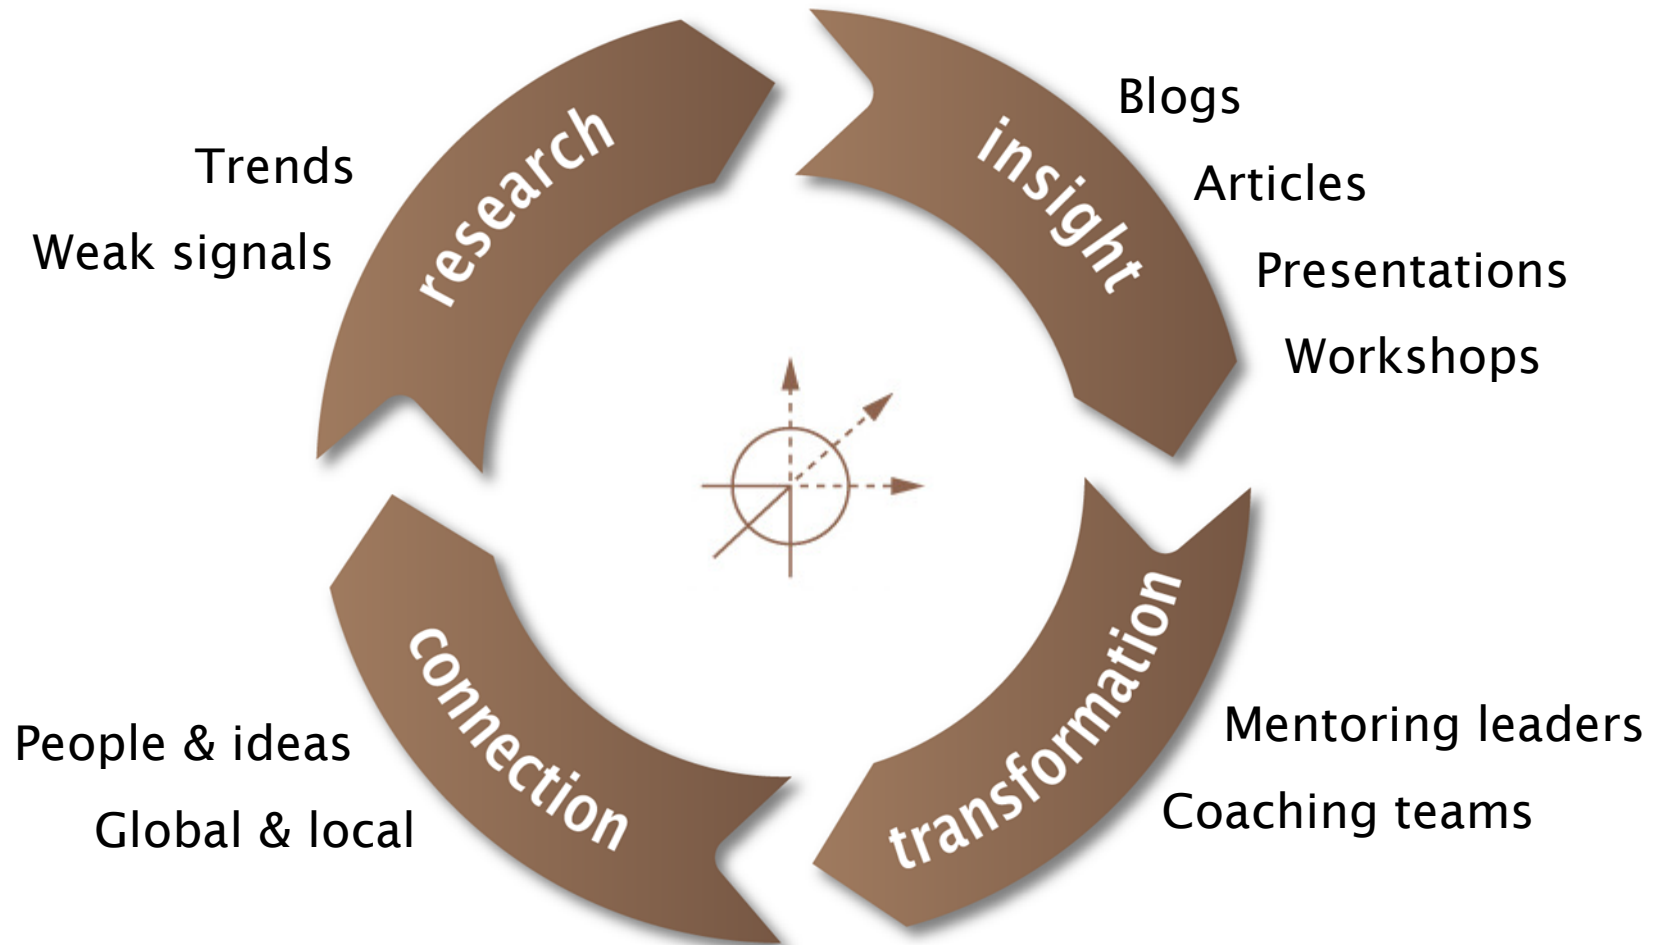 research
Trends
Weak signals
insight
Blogs
Articles
Presentations
Workshops
transformation
Mentoring leaders
Coaching teams
connection
People & ideas
Global & local